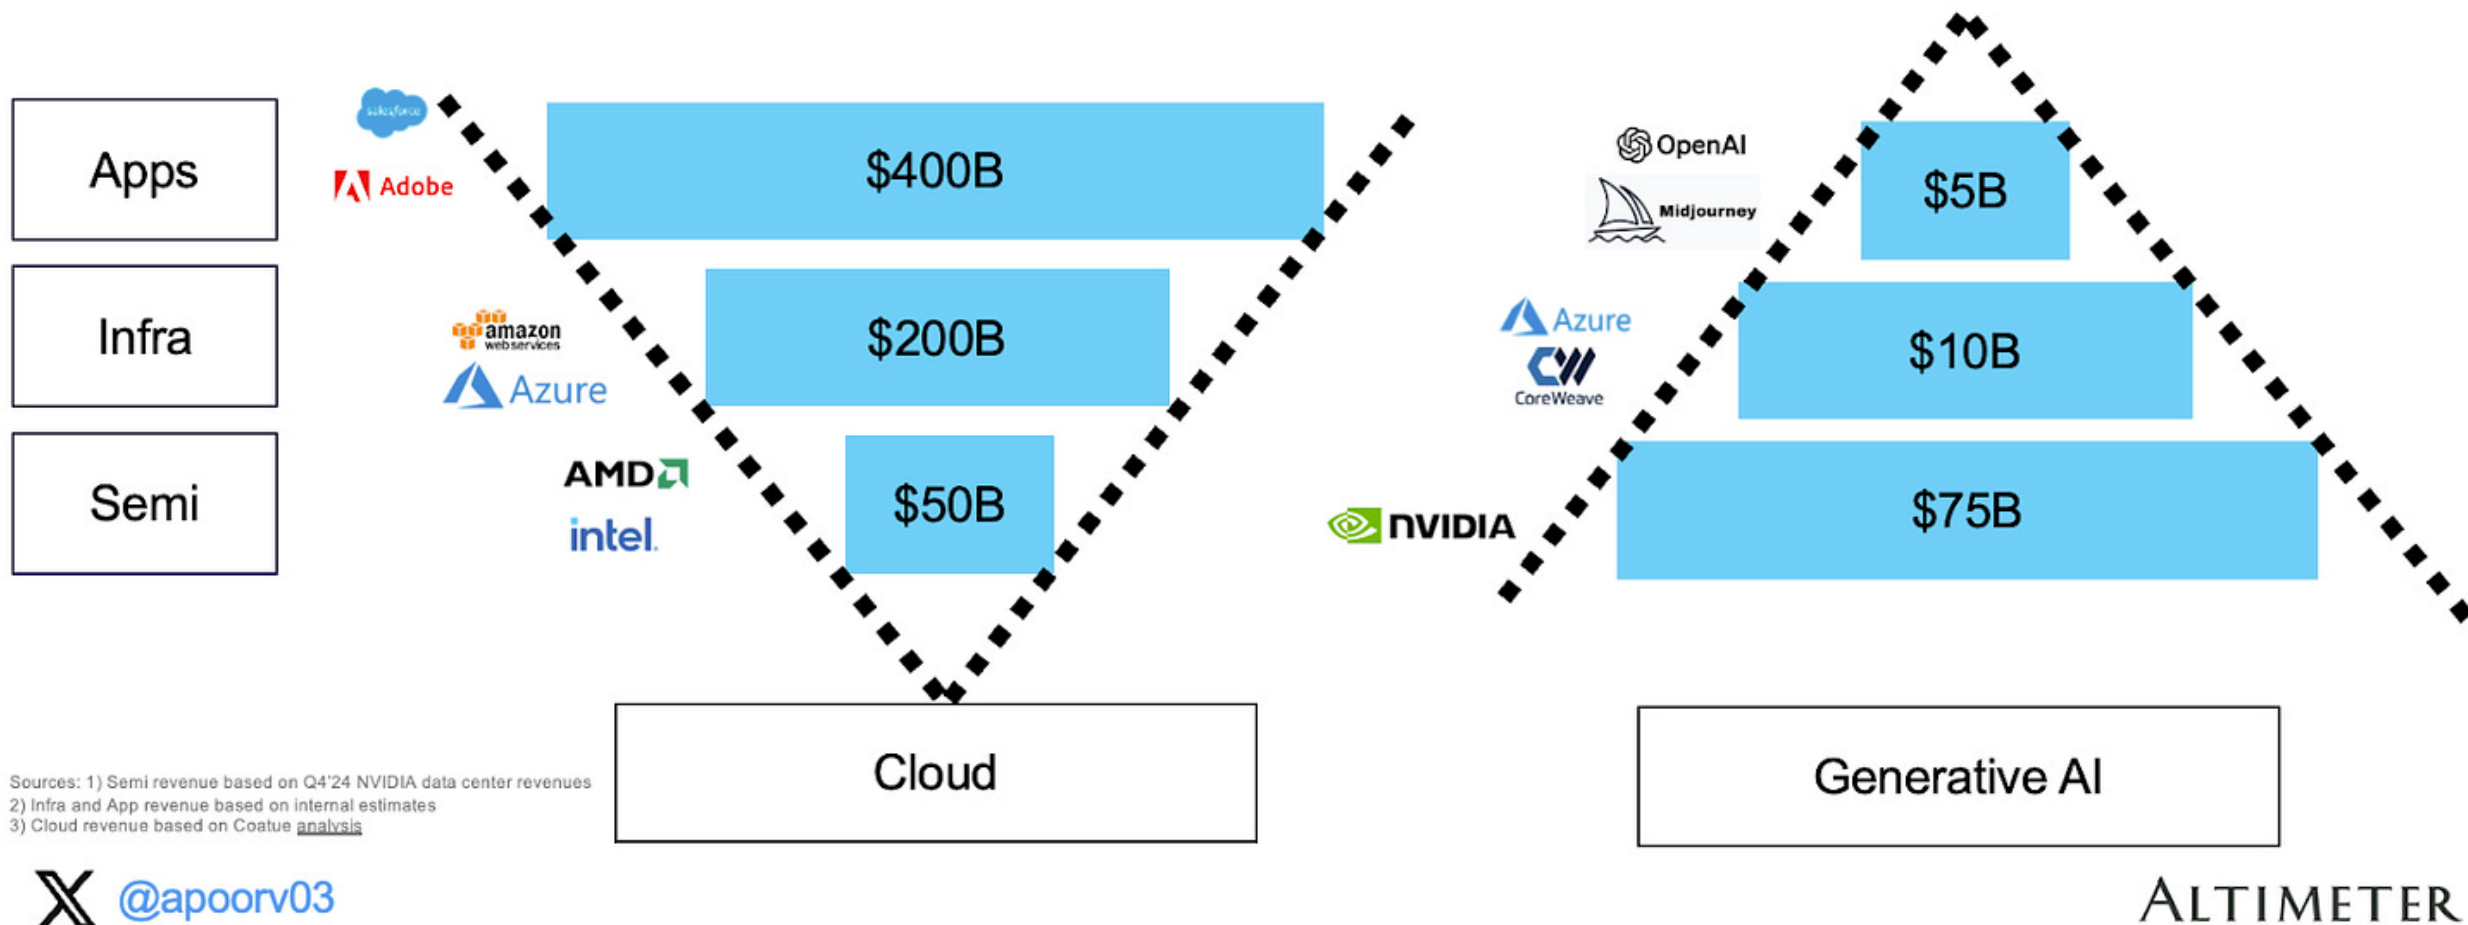 Apps
salesforce
Adobe
$400B
OpenAI
Midjourney
$5B
Infra
amazon
webservices
Azure
$200B
Azure
CoreWeave
$10B
Semi
AMD
intel.
$50B
NVIDIA
$75B
Cloud
Generative AI
Sources: 1) Semi revenue based on Q4'24 NVIDIA data center revenues
2) Infra and App revenue based on internal estimates
3) Cloud revenue based on Coatue analysis
@apoorv03
ALTIMETER